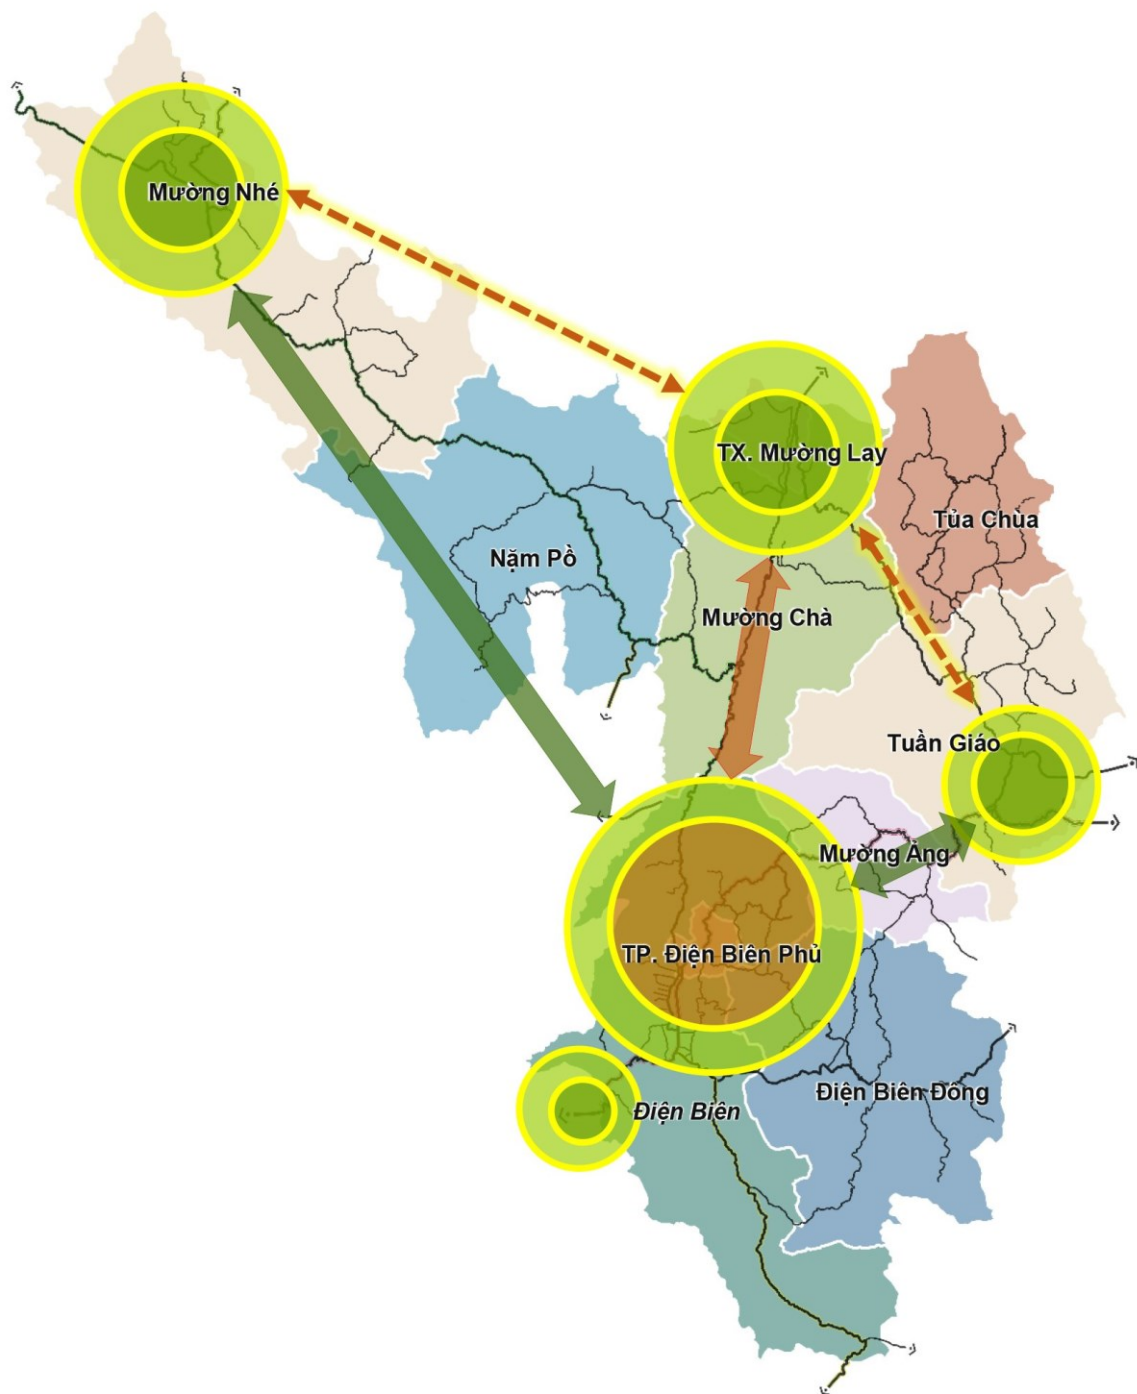 Mường Nhé
TX. Mường Lay
Tủa Chùa
Nặm Pồ
Mường Chà
Tuần Giáo
Mường Ảng
TP. Điện Biên Phủ
Điện Biên Đông
Điện Biên